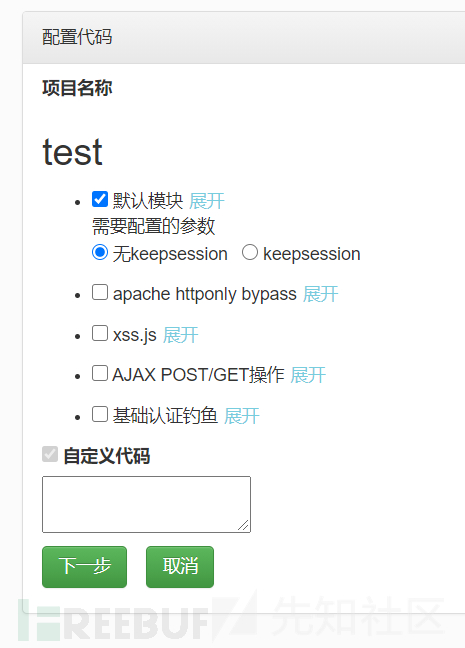 配置代码
项目名称
test
默认模块 展开
需要配置的参数
无keepsession keepsession
apache httponly bypass 展开
xss.js 展开
AJAX POST/GET操作 展开
基础认证钓鱼 展开
自定义代码
下一步 取消
FREEBUF 先知社区